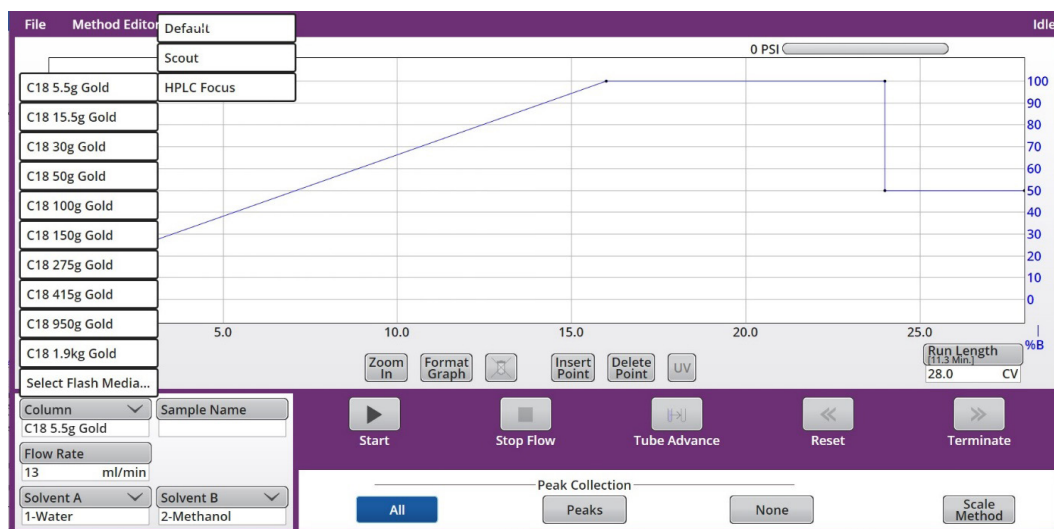 File
Method Editor
Idle
Default
Scout
HPLC Focus
0 PSI
C18 5.5g Gold
C18 15.5g Gold
C18 30g Gold
C18 50g Gold
C18 100g Gold
C18 150g Gold
C18 275g Gold
C18 415g Gold
C18 950g Gold
C18 1.9kg Gold
Select Flash Media...
100
90
80
70
60
50
40
30
20
10
0
%B
5.0 10.0 15.0 20.0 25.0
Zoom
In
Format
Graph
Insert
Point
Delete
Point
UV
Run Length
[11.3 Min.]
28.0 CV
Column
C18 5.5g Gold
Sample Name
Flow Rate
13 ml/min
Solvent A
1-Water
Solvent B
2-Methanol
Start
Stop Flow
Tube Advance
Reset
Terminate
Peak Collection
All
Peaks
None
Scale
Method